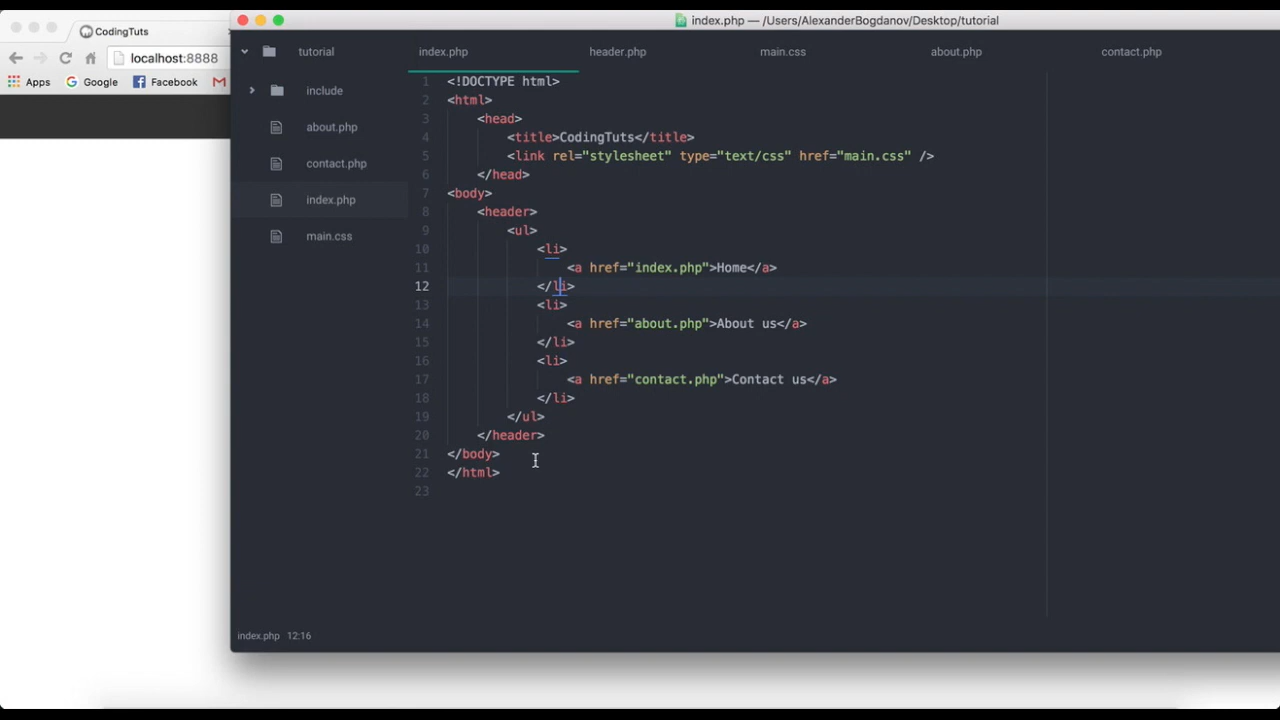 CodingTuts
localhost:8888
Apps
Google
Facebook
index.php — /Users/AlexanderBogdanov/Desktop/tutorial
tutorial
include
about.php
contact.php
index.php
main.css
index.php
header.php
main.css
about.php
contact.php
1 <!DOCTYPE html>
2 <html>
3 <head>
4 <title>CodingTuts</title>
5 <link rel="stylesheet" type="text/css" href="main.css" />
6 </head>
7 <body>
8 <header>
9 <ul>
10 <li>
11 <a href="index.php">Home</a>
12 </li>
13 <li>
14 <a href="about.php">About us</a>
15 </li>
16 <li>
17 <a href="contact.php">Contact us</a>
18 </li>
19 </ul>
20 </header>
21 </body>
22 </html>
23
index.php 12:16